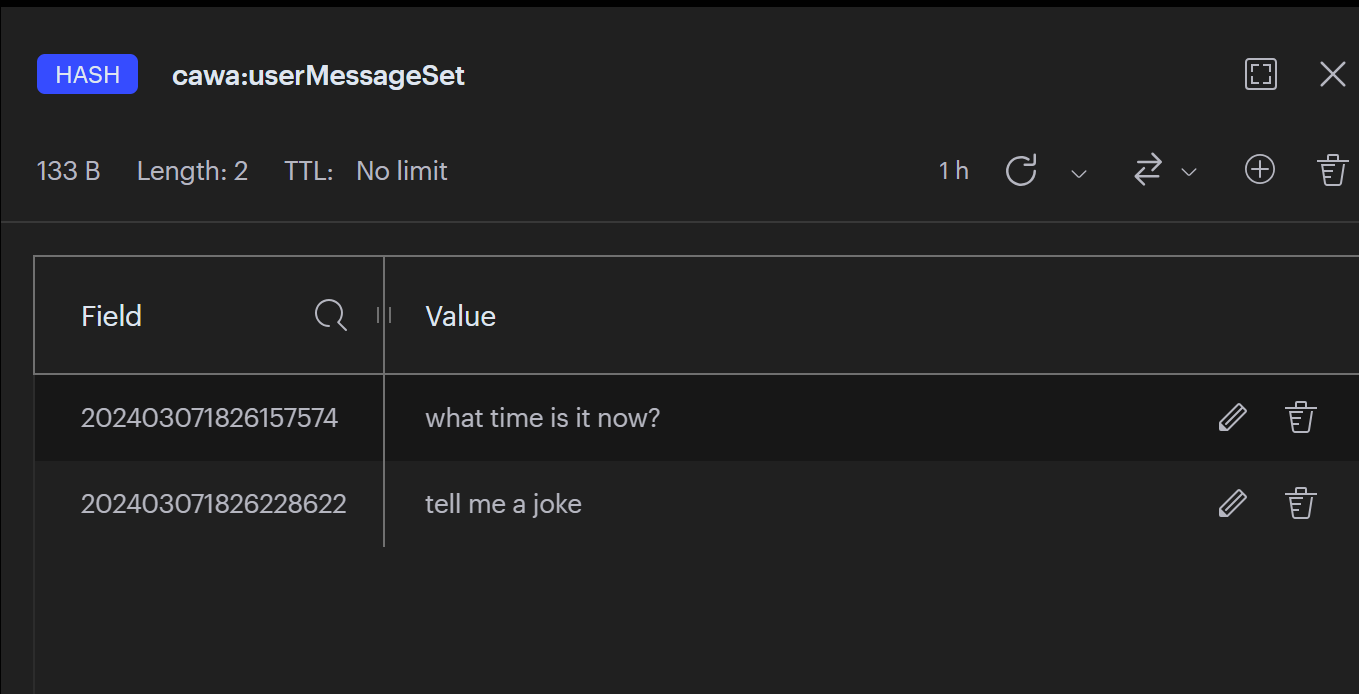 HASH cawa:userMessageSet
133 B Length: 2 TTL: No limit 1 h
Field Value
202403071826157574 what time is it now?
202403071826228622 tell me a joke